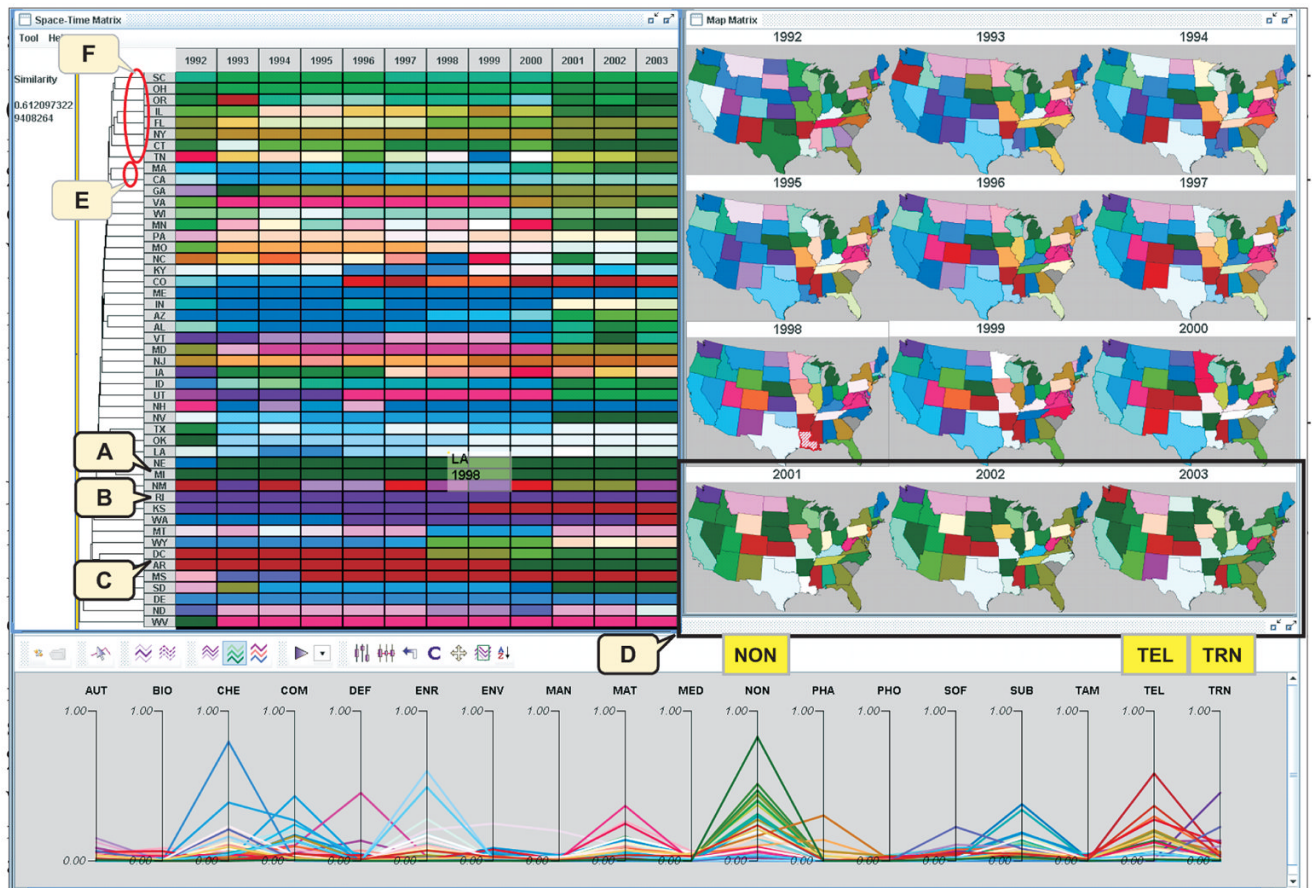 Space-Time Matrix
Tool He
Similarity
0.612097322
9408264
1992 1993 1994 1995 1996 1997 1998 1999 2000 2001 2002 2003
SC
OH
OR
IL
FL
NY
CT
TN
MA
CA
GA
VA
WI
MN
PA
MO
NC
KY
CO
ME
IN
AZ
AL
VT
MD
NJ
IA
ID
UT
NH
NV
TX
OK
LA
NE
MI
NM
RI
KS
WA
MT
WY
DC
AR
MS
SD
DE
ND
WV
LA
1998
F
E
A
B
C
D
Map Matrix
1992 1993 1994
1995 1996 1997
1998 1999 2000
2001 2002 2003
NON TEL TRN
AUT BIO CHE COM DEF ENR ENV MAN MAT MED NON PHA PHO SOF SUB TAM TEL TRN
1.00 1.00 1.00 1.00 1.00 1.00 1.00 1.00 1.00 1.00 1.00 1.00 1.00 1.00 1.00 1.00 1.00 1.00
0.00 0.00 0.00 0.00 0.00 0.00 0.00 0.00 0.00 0.00 0.00 0.00 0.00 0.00 0.00 0.00 0.00 0.00